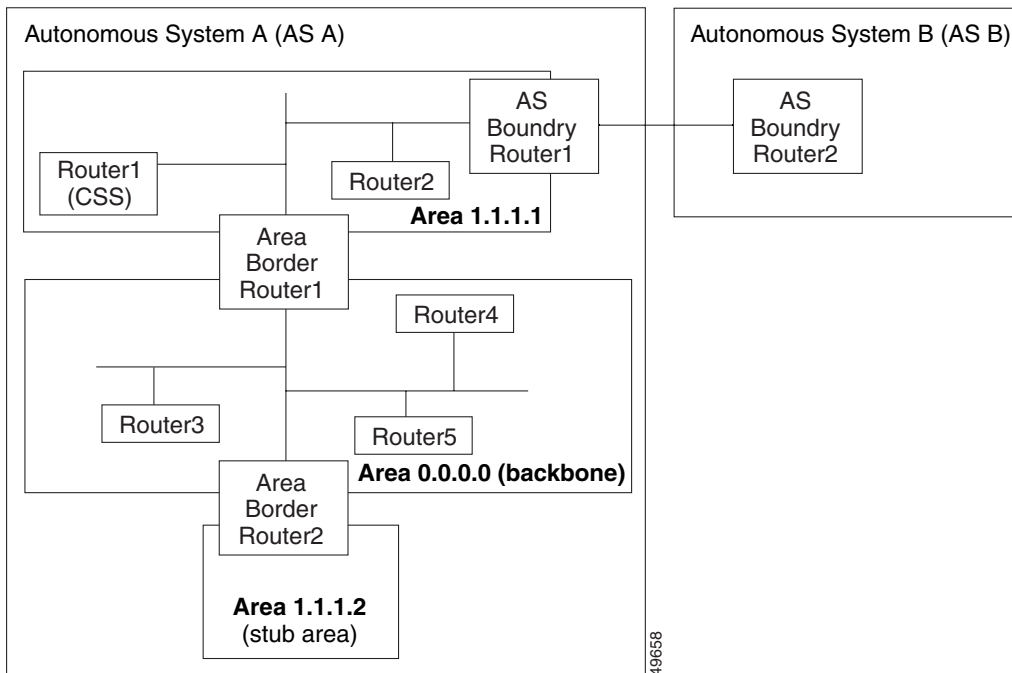 Autonomous System A (AS A)
Autonomous System B (AS B)
AS
Boundry
Router1
AS
Boundry
Router2
Router1
(CSS)
Router2
Area 1.1.1.1
Area
Border
Router1
Router4
Router3
Router5
Area 0.0.0.0 (backbone)
Area
Border
Router2
Area 1.1.1.2
(stub area)
49658